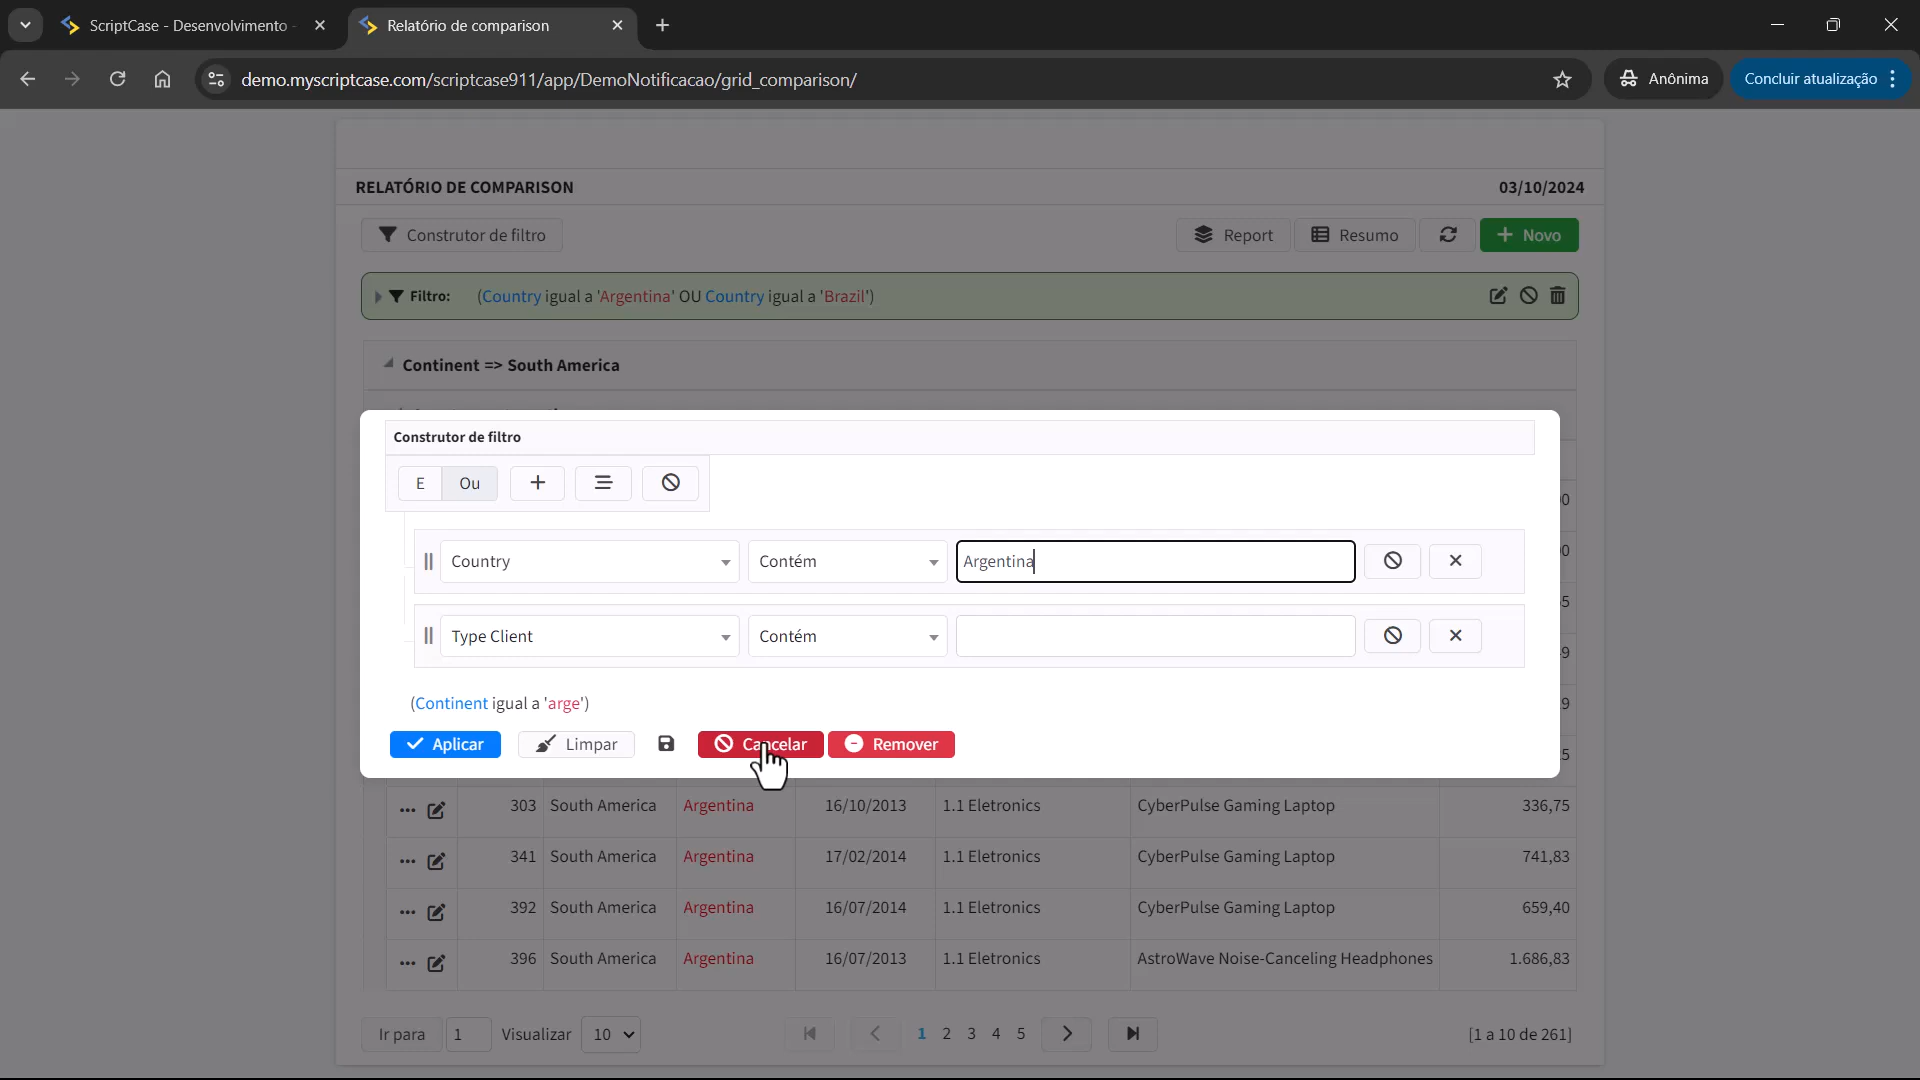 ScriptCase - Desenvolvimento -
Relatório de comparison
demo.myscriptcase.com/scriptcase911/app/DemoNotificacao/grid_comparison/
Anônima
Concluir atualização
RELATÓRIO DE COMPARISON
03/10/2024
Construtor de filtro
Report
Resumo
Novo
Filtro: (Country igual a 'Argentina' OU Country igual a 'Brazil')
Continent => South America
Construtor de filtro
E Ou
Country Contém Argentina
Type Client Contém
(Continent igual a 'arge')
Aplicar Limpar Cancelar Remover
303 South America Argentina 16/10/2013 1.1 Eletronics CyberPulse Gaming Laptop 336,75
341 South America Argentina 17/02/2014 1.1 Eletronics CyberPulse Gaming Laptop 741,83
392 South America Argentina 16/07/2014 1.1 Eletronics CyberPulse Gaming Laptop 659,40
396 South America Argentina 16/07/2013 1.1 Eletronics AstroWave Noise-Canceling Headphones 1.686,83
Ir para 1 Visualizar 10 1 2 3 4 5 [1 a 10 de 261]